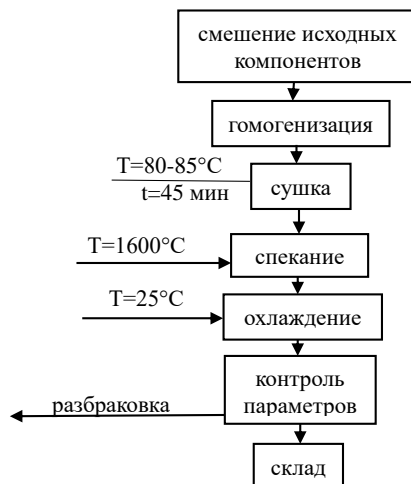 смешение исходных
компонентов
гомогенизация
T=80-85°C
t=45 мин
сушка
T=1600°C
спекание
T=25°C
охлаждение
контроль
параметров
разбраковка
склад